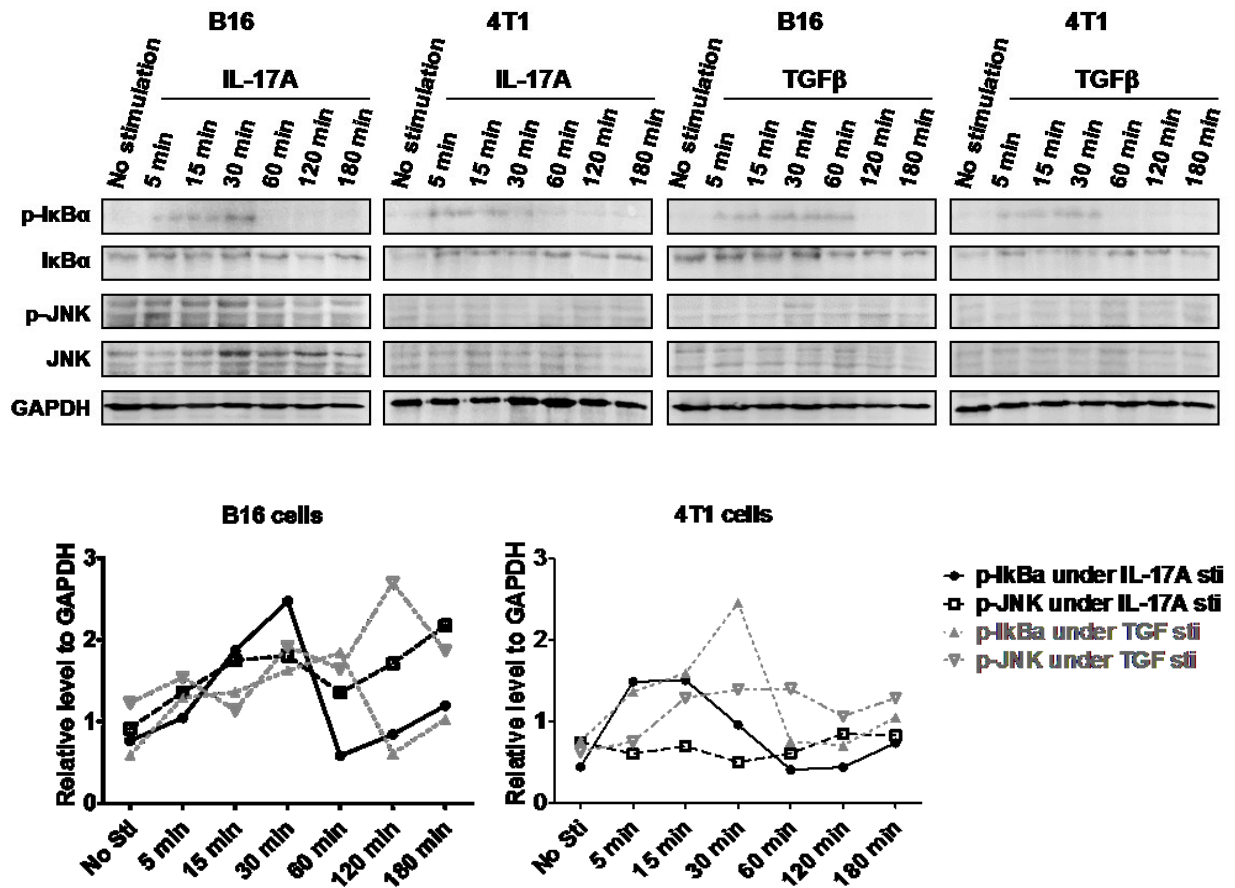 B16 4T1 B16 4T1
IL-17A IL-17A TGFβ TGFβ
No stimulation 5 min 15 min 30 min 60 min 120 min 180 min No stimulation 5 min 15 min 30 min 60 min 120 min 180 min No stimulation 5 min 15 min 30 min 60 min 120 min 180 min No stimulation 5 min 15 min 30 min 60 min 120 min 180 min
p-IκBα
IκBα
p-JNK
JNK
GAPDH
B16 cells
Relative level to GAPDH
3
2
1
0
No Sti 5 min 15 min 30 min 60 min 120 min 180 min
4T1 cells
Relative level to GAPDH
3
2
1
0
No Sti 5 min 15 min 30 min 60 min 120 min 180 min
p-IkBa under IL-17A sti
p-JNK under IL-17A sti
p-IkBa under TGF sti
p-JNK under TGF sti